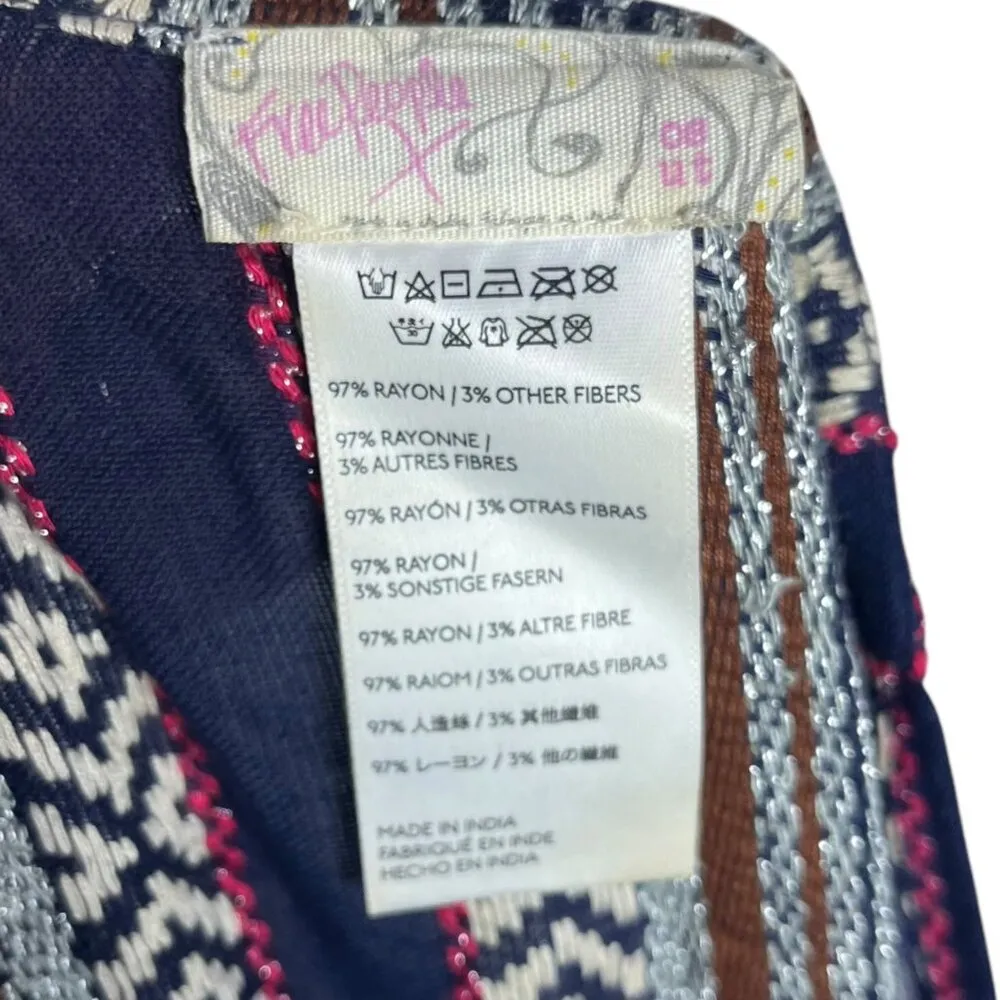 Free People
97% RAYON / 3% OTHER FIBERS
97% RAYONNE /
3% AUTRES FIBRES
97% RAYÓN / 3% OTRAS FIBRAS
97% RAYON /
3% SONSTIGE FASERN
97% RAYON / 3% ALTRE FIBRE
97% RAIOM / 3% OUTRAS FIBRAS
97% 人造絲 / 3% 其他纖維
97% レーヨン / 3% 他の繊維
MADE IN INDIA
FABRIQUÉ EN INDE
HECHO EN INDIA